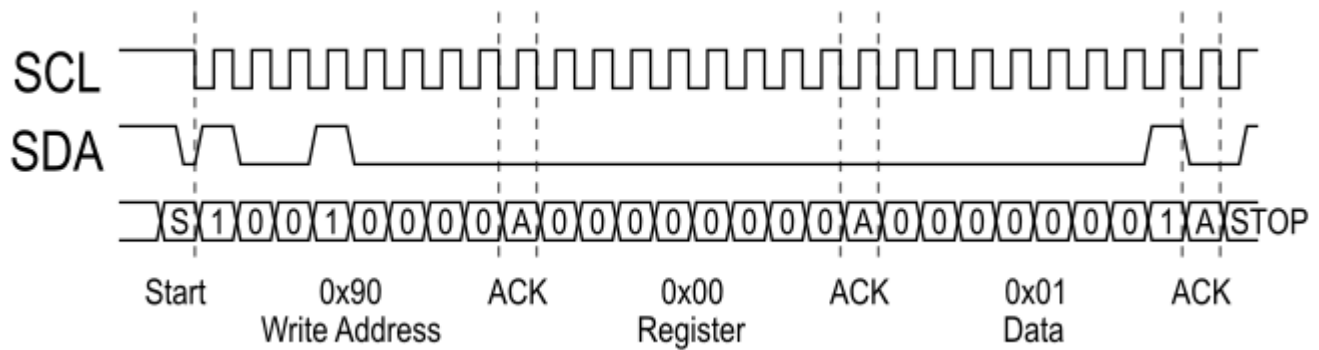 SCL
SDA
S 1 0 0 1 0 0 0 0 A 0 0 0 0 0 0 0 0 A 0 0 0 0 0 0 0 1 A STOP
Start 0x90 ACK 0x00 ACK 0x01 ACK
Write Address Register Data